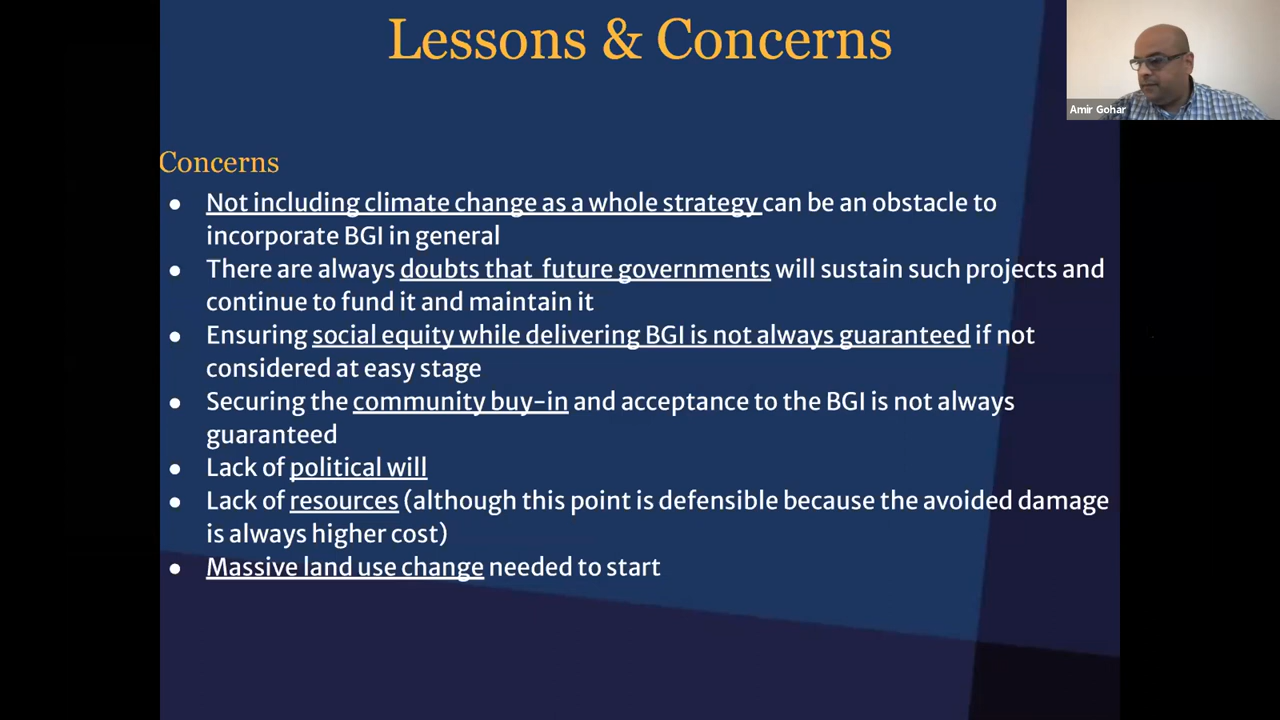 Lessons & Concerns
Amir Gohar
Concerns
● Not including climate change as a whole strategy can be an obstacle to
incorporate BGI in general
● There are always doubts that future governments will sustain such projects and
continue to fund it and maintain it
● Ensuring social equity while delivering BGI is not always guaranteed if not
considered at easy stage
● Securing the community buy-in and acceptance to the BGI is not always
guaranteed
● Lack of political will
● Lack of resources (although this point is defensible because the avoided damage
is always higher cost)
● Massive land use change needed to start